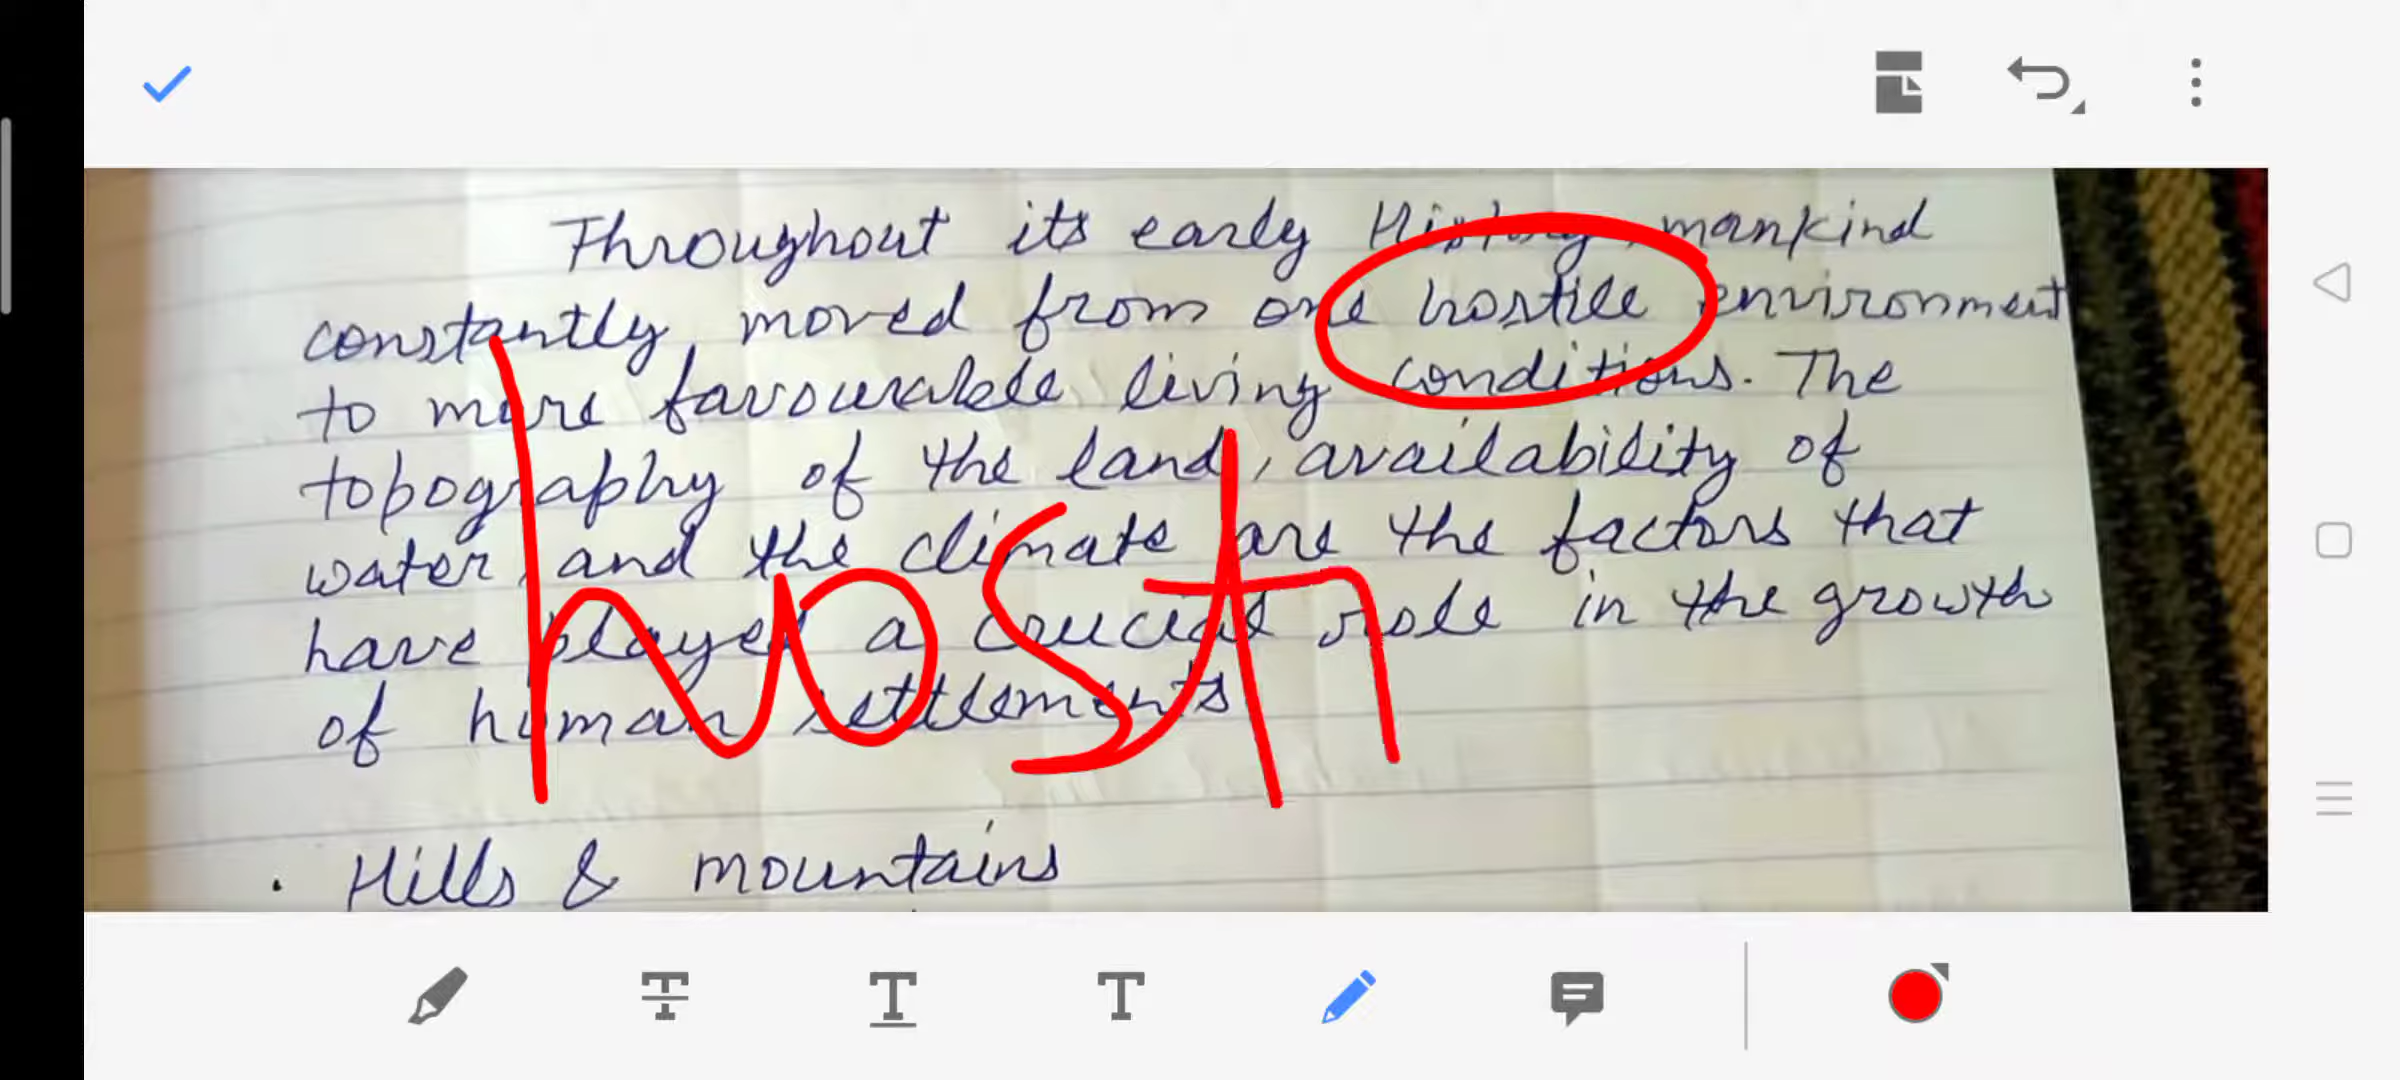 Throughout its early History, mankind
constantly moved from one hostile environment
to more favourable living conditions. The
topography of the land, availability of
water and the climate are the factors that
have played a crucial role in the growth
of human settlements
host
. Hills & mountains